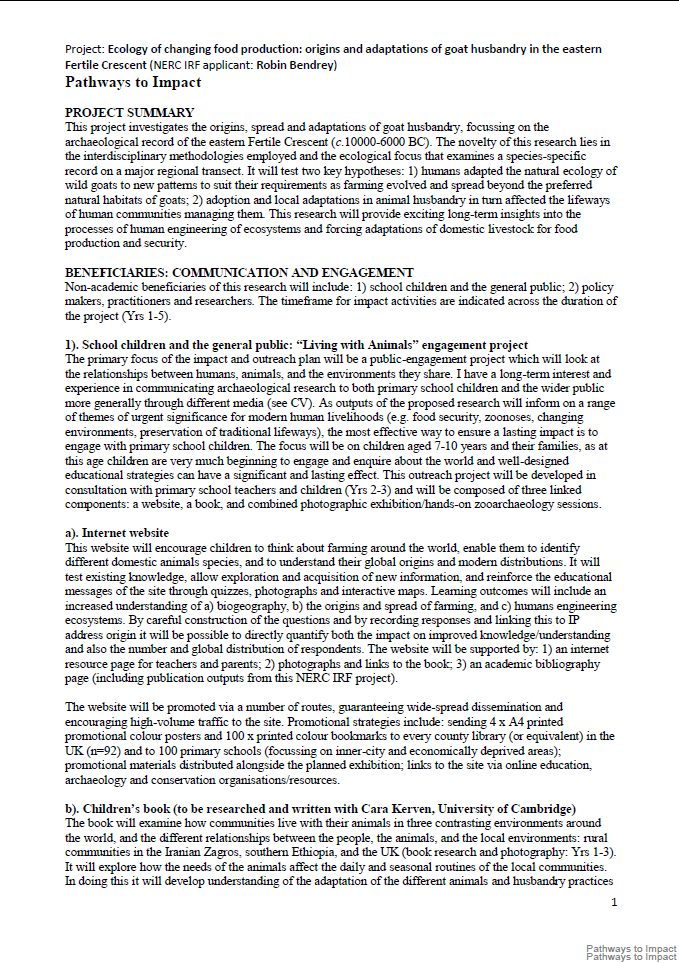 Project: Ecology of changing food production: origins and adaptations of goat husbandry in the eastern
Fertile Crescent (NERC IRF applicant: Robin Bendrey)
Pathways to Impact
PROJECT SUMMARY
This project investigates the origins, spread and adaptations of goat husbandry, focussing on the
archaeological record of the eastern Fertile Crescent (c.10000-6000 BC). The novelty of this research lies in
the interdisciplinary methodologies employed and the ecological focus that examines a species-specific
record on a major regional transect. It will test two key hypotheses: 1) humans adapted the natural ecology of
wild goats to new patterns to suit their requirements as farming evolved and spread beyond the preferred
natural habitats of goats; 2) adoption and local adaptations in animal husbandry in turn affected the lifeways
of human communities managing them. This research will provide exciting long-term insights into the
processes of human engineering of ecosystems and forcing adaptations of domestic livestock for food
production and security.
BENEFICIARIES: COMMUNICATION AND ENGAGEMENT
Non-academic beneficiaries of this research will include: 1) school children and the general public; 2) policy
makers, practitioners and researchers. The timeframe for impact activities are indicated across the duration of
the project (Yrs 1-5).
1). School children and the general public: “Living with Animals” engagement project
The primary focus of the impact and outreach plan will be a public-engagement project which will look at
the relationships between humans, animals, and the environments they share. I have a long-term interest and
experience in communicating archaeological research to both primary school children and the wider public
more generally through different media (see CV). As outputs of the proposed research will inform on a range
of themes of urgent significance for modern human livelihoods (e.g. food security, zoonoses, changing
environments, preservation of traditional lifeways), the most effective way to ensure a lasting impact is to
engage with primary school children. The focus will be on children aged 7-10 years and their families, as at
this age children are very much beginning to engage and enquire about the world and well-designed
educational strategies can have a significant and lasting effect. This outreach project will be developed in
consultation with primary school teachers and children (Yrs 2-3) and will be composed of three linked
components: a website, a book, and combined photographic exhibition/hands-on zooarchaeology sessions.
a). Internet website
This website will encourage children to think about farming around the world, enable them to identify
different domestic animals species, and to understand their global origins and modern distributions. It will
test existing knowledge, allow exploration and acquisition of new information, and reinforce the educational
messages of the site through quizzes, photographs and interactive maps. Learning outcomes will include an
increased understanding of a) biogeography, b) the origins and spread of farming, and c) humans engineering
ecosystems. By careful construction of the questions and by recording responses and linking this to IP
address origin it will be possible to directly quantify both the impact on improved knowledge/understanding
and also the number and global distribution of respondents. The website will be supported by: 1) an internet
resource page for teachers and parents; 2) photographs and links to the book; 3) an academic bibliography
page (including publication outputs from this NERC IRF project).
The website will be promoted via a number of routes, guaranteeing wide-spread dissemination and
encouraging high-volume traffic to the site. Promotional strategies include: sending 4 x A4 printed
promotional colour posters and 100 x printed colour bookmarks to every county library (or equivalent) in the
UK (n=92) and to 100 primary schools (focussing on inner-city and economically deprived areas);
promotional materials distributed alongside the planned exhibition; links to the site via online education,
archaeology and conservation organisations/resources.
b). Children’s book (to be researched and written with Cara Kerven, University of Cambridge)
The book will examine how communities live with their animals in three contrasting environments around
the world, and the different relationships between the people, the animals, and the local environments: rural
communities in the Iranian Zagros, southern Ethiopia, and the UK (book research and photography: Yrs 1-3).
It will explore how the needs of the animals affect the daily and seasonal routines of the local communities.
In doing this it will develop understanding of the adaptation of the different animals and husbandry practices
1
Pathways to Impact
Pathways to Impact